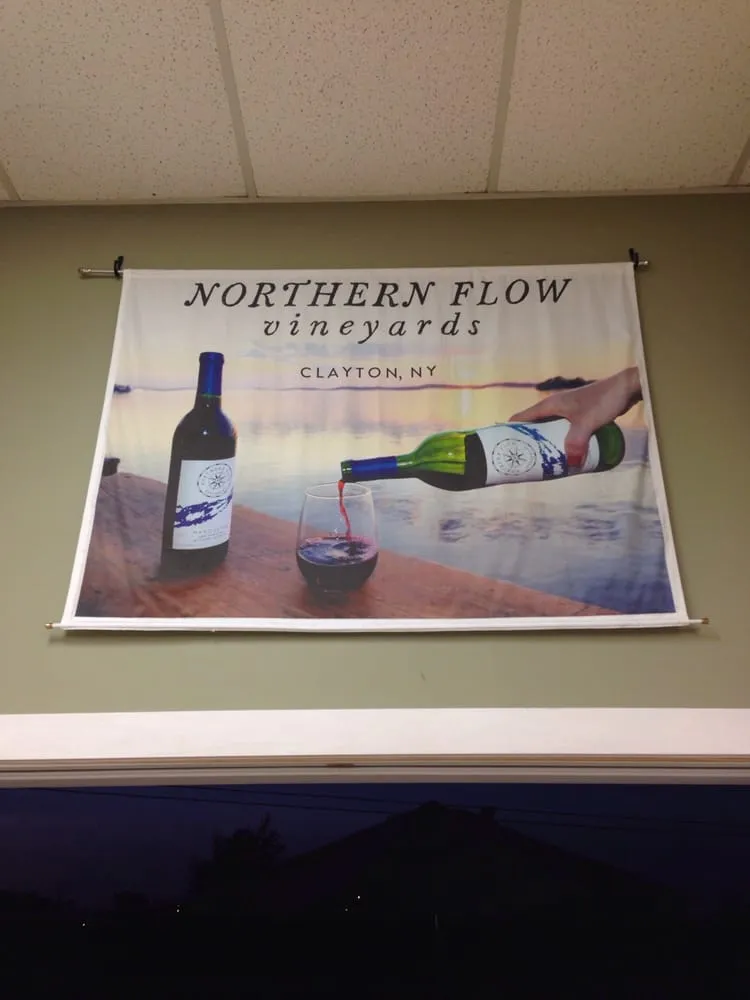 NORTHERN FLOW
vineyards
CLAYTON, NY